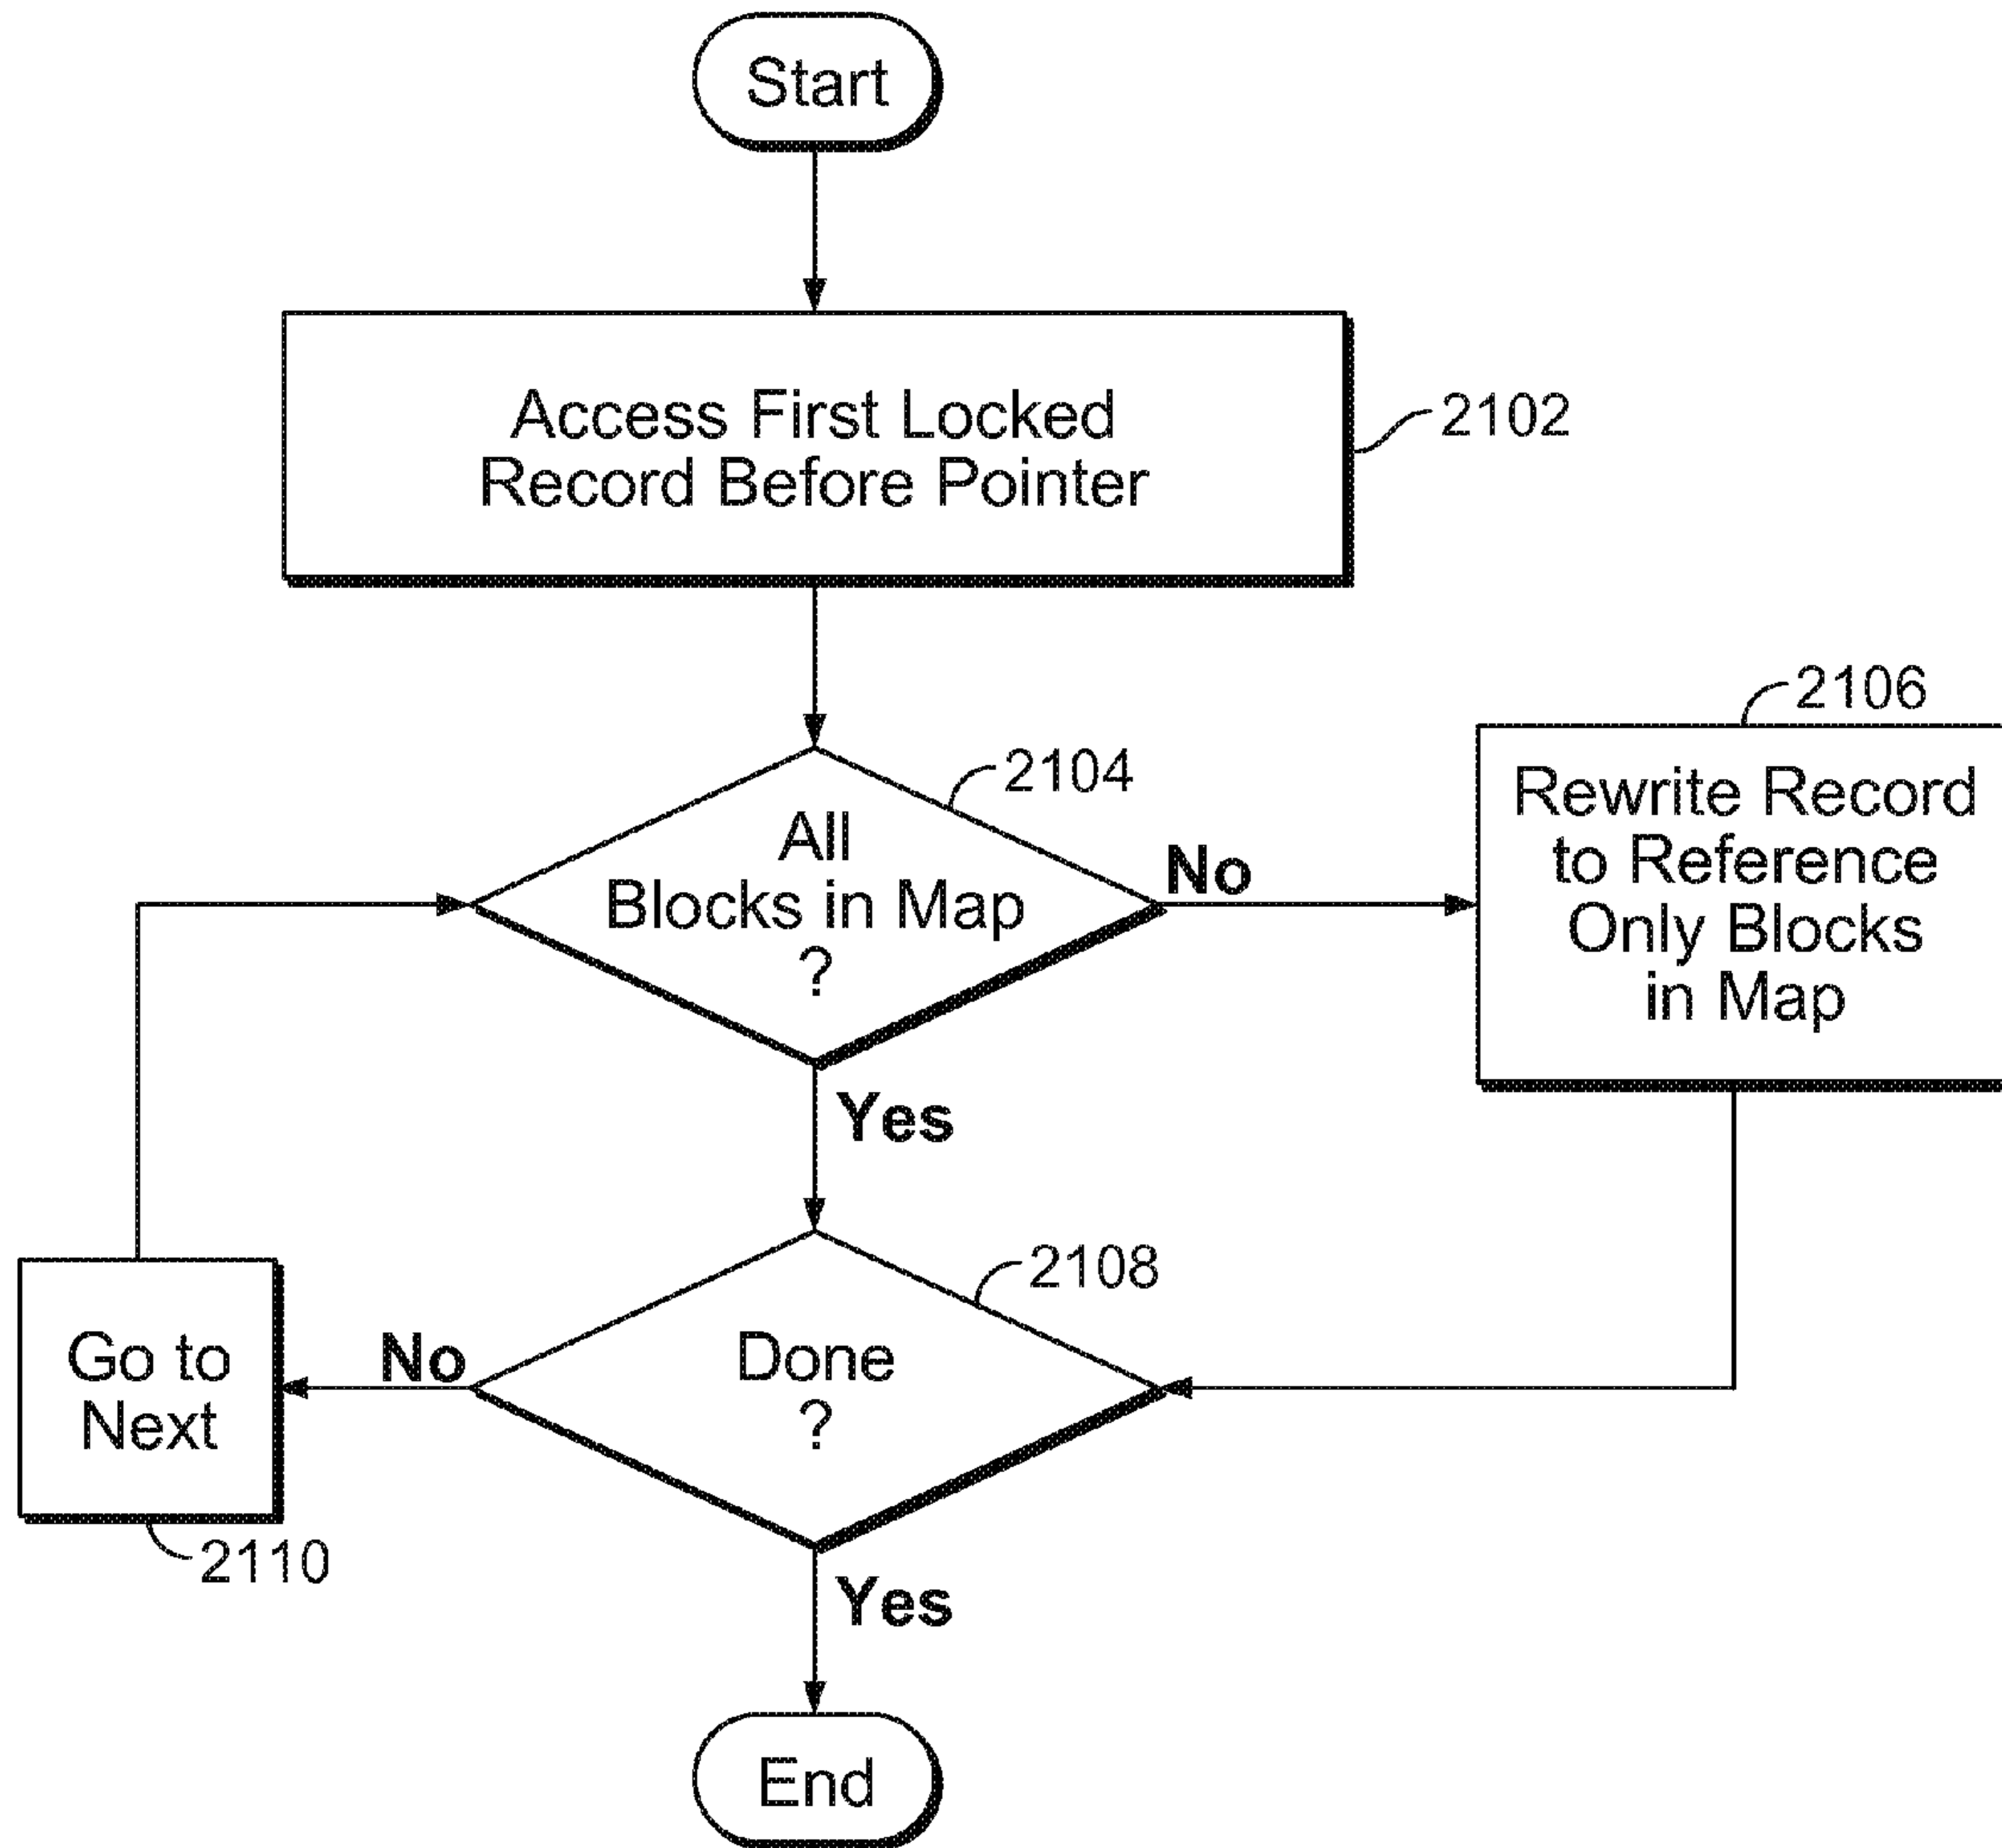 Start
Access First Locked
Record Before Pointer
2102
2104
All
Blocks in Map
?
No
Yes
2106
Rewrite Record
to Reference
Only Blocks
in Map
2108
Done
?
No
Yes
Go to
Next
2110
End